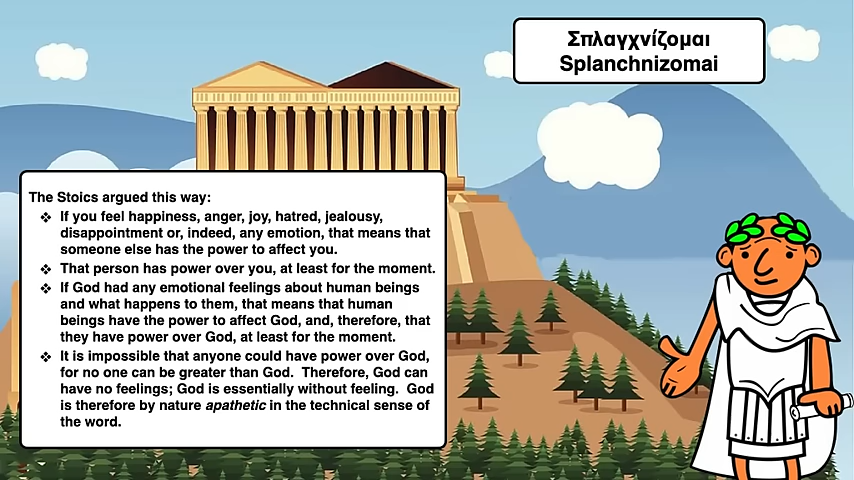 Σπλαγχνίζομαι
Splanchnizomai
The Stoics argued this way:
❖ If you feel happiness, anger, joy, hatred, jealousy,
disappointment or, indeed, any emotion, that means that
someone else has the power to affect you.
❖ That person has power over you, at least for the moment.
❖ If God had any emotional feelings about human beings
and what happens to them, that means that human
beings have the power to affect God, and, therefore, that
they have power over God, at least for the moment.
❖ It is impossible that anyone could have power over God,
for no one can be greater than God. Therefore, God can
have no feelings; God is essentially without feeling. God
is therefore by nature apathetic in the technical sense of
the word.